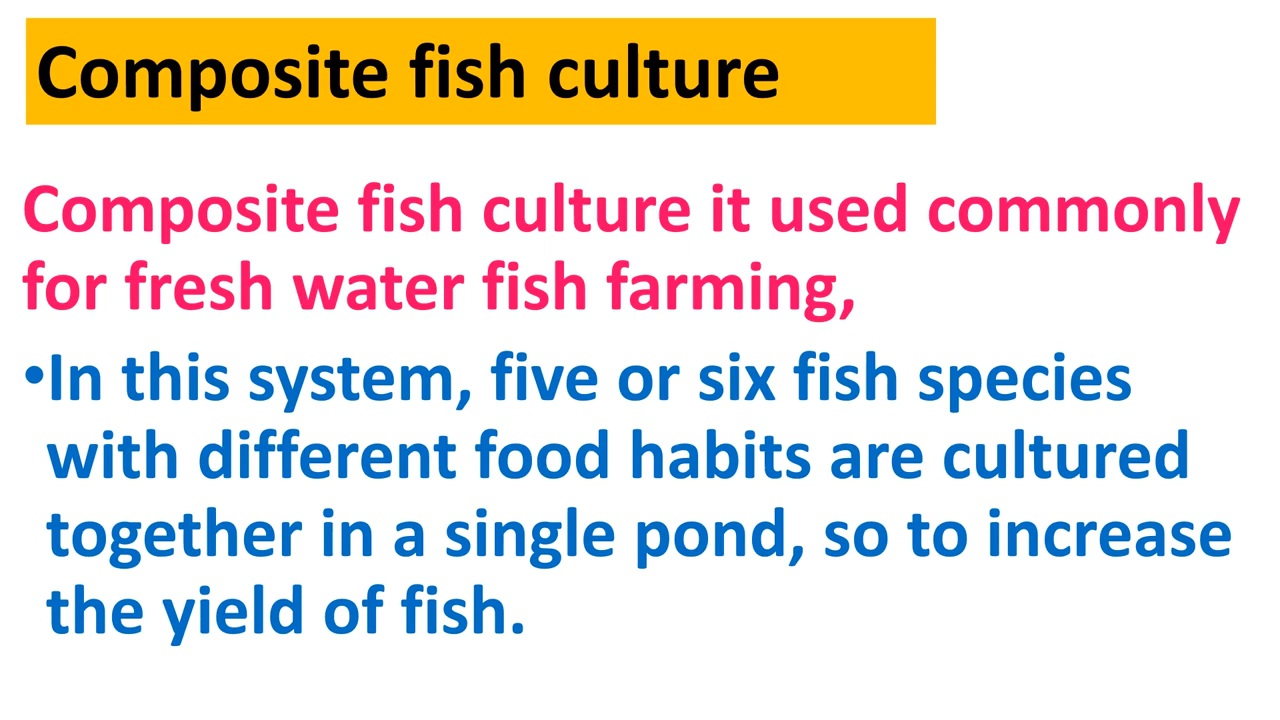 Composite fish culture
Composite fish culture it used commonly
for fresh water fish farming,
•In this system, five or six fish species
with different food habits are cultured
together in a single pond, so to increase
the yield of fish.